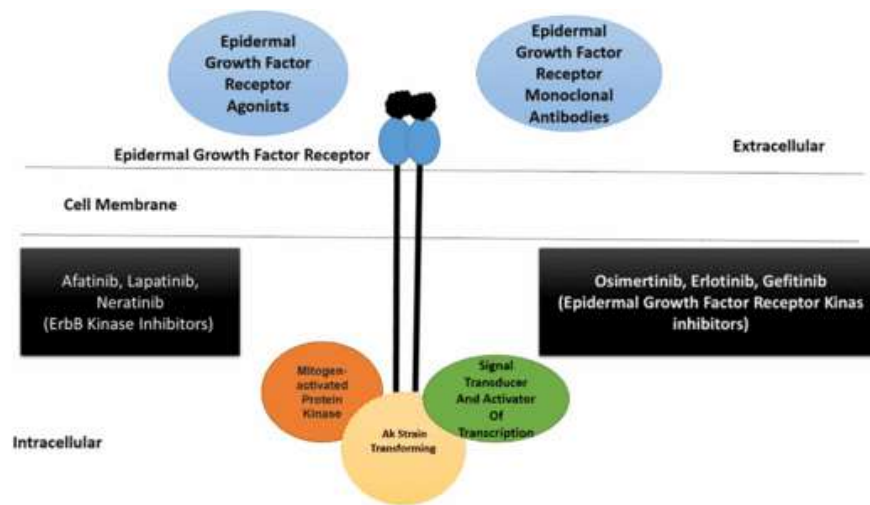 Epidermal
Growth Factor
Receptor
Agonists
Epidermal
Growth Factor
Receptor
Monoclonal
Antibodies
Epidermal Growth Factor Receptor
Extracellular
Cell Membrane
Afatinib, Lapatinib,
Neratinib
(ErbB Kinase Inhibitors)
Osimertinib, Erlotinib, Gefitinib
(Epidermal Growth Factor Receptor Kinas
inhibitors)
Mitogen-
activated
Protein
Kinase
Signal
Transducer
And Activator
Of
Transcription
Ak Strain
Transforming
Intracellular